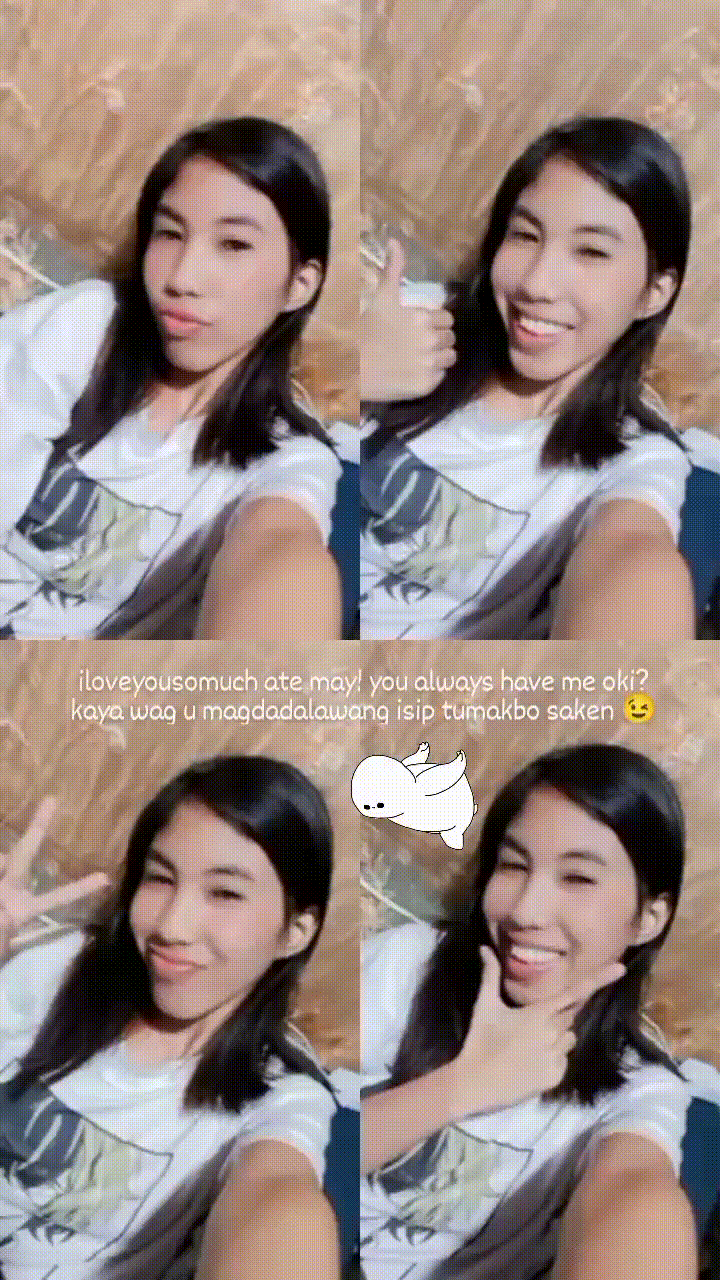 iloveyousomuch ate may! you always have me oki?
kaya wag u magdadalawang isip tumakbo saken 😉